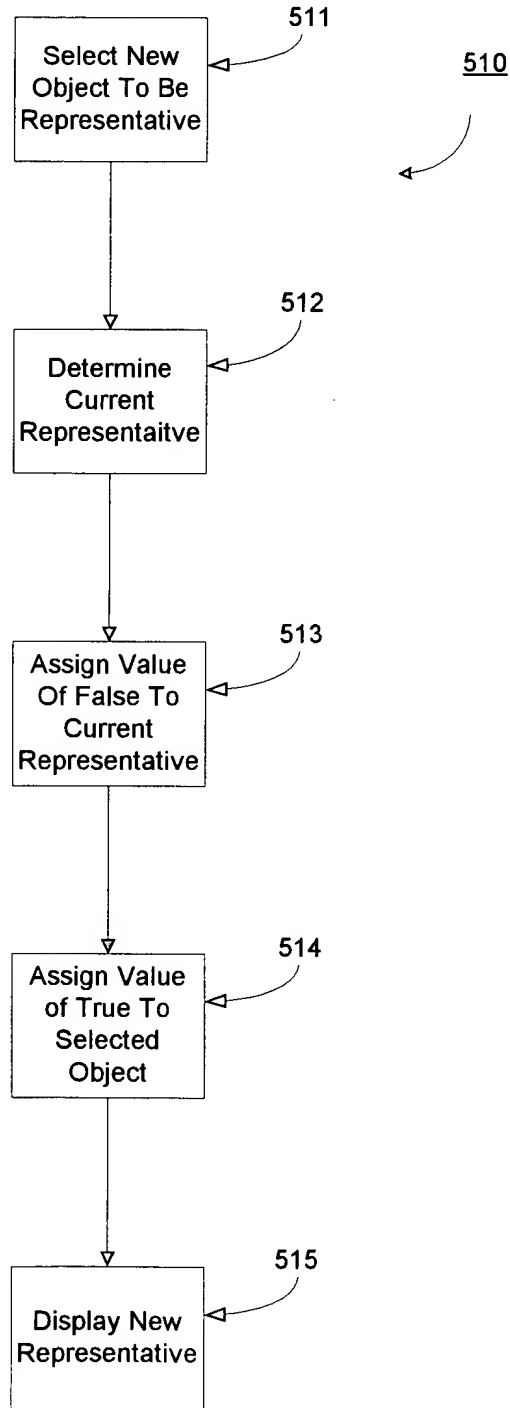 511
Select New
Object To Be
Representative
510
512
Determine
Current
Representaitve
513
Assign Value
Of False To
Current
Representative
514
Assign Value
of True To
Selected
Object
515
Display New
Representative